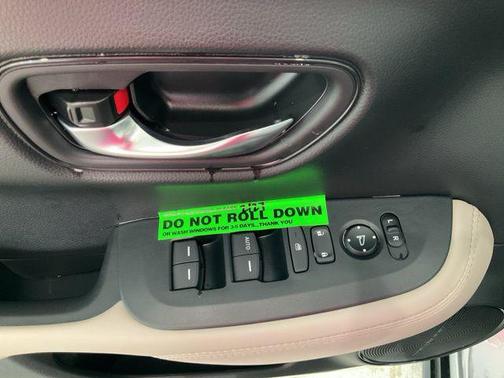 DO NOT ROLL DOWN
OR WASH WINDOWS FOR 3-5 DAYS...THANK YOU
AUTO
L
R